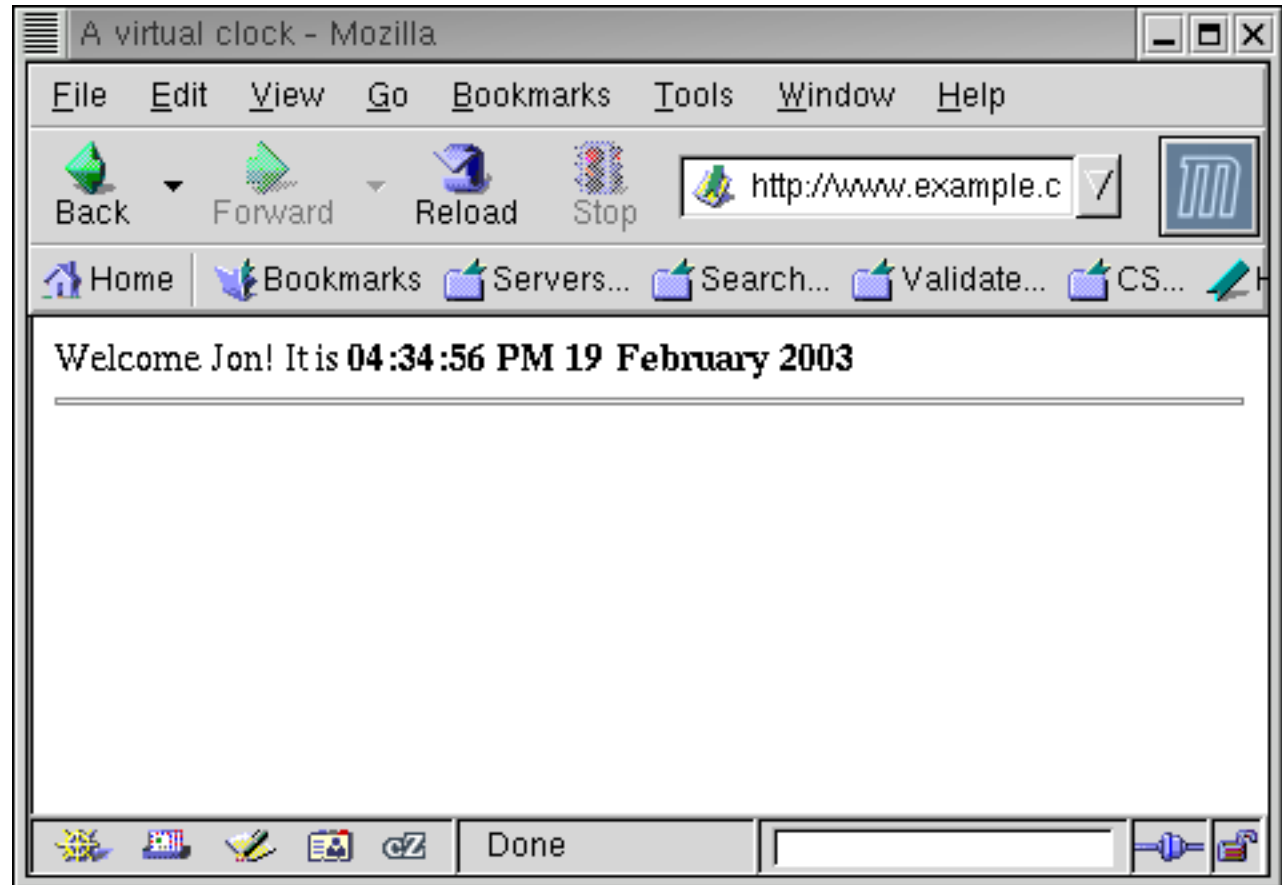 A virtual clock - Mozilla
File Edit View Go Bookmarks Tools Window Help
Back Forward Reload Stop http://www.example.c
Home Bookmarks Servers... Search... Validate... CS... H
Welcome Jon! It is 04:34:56 PM 19 February 2003
cZ Done